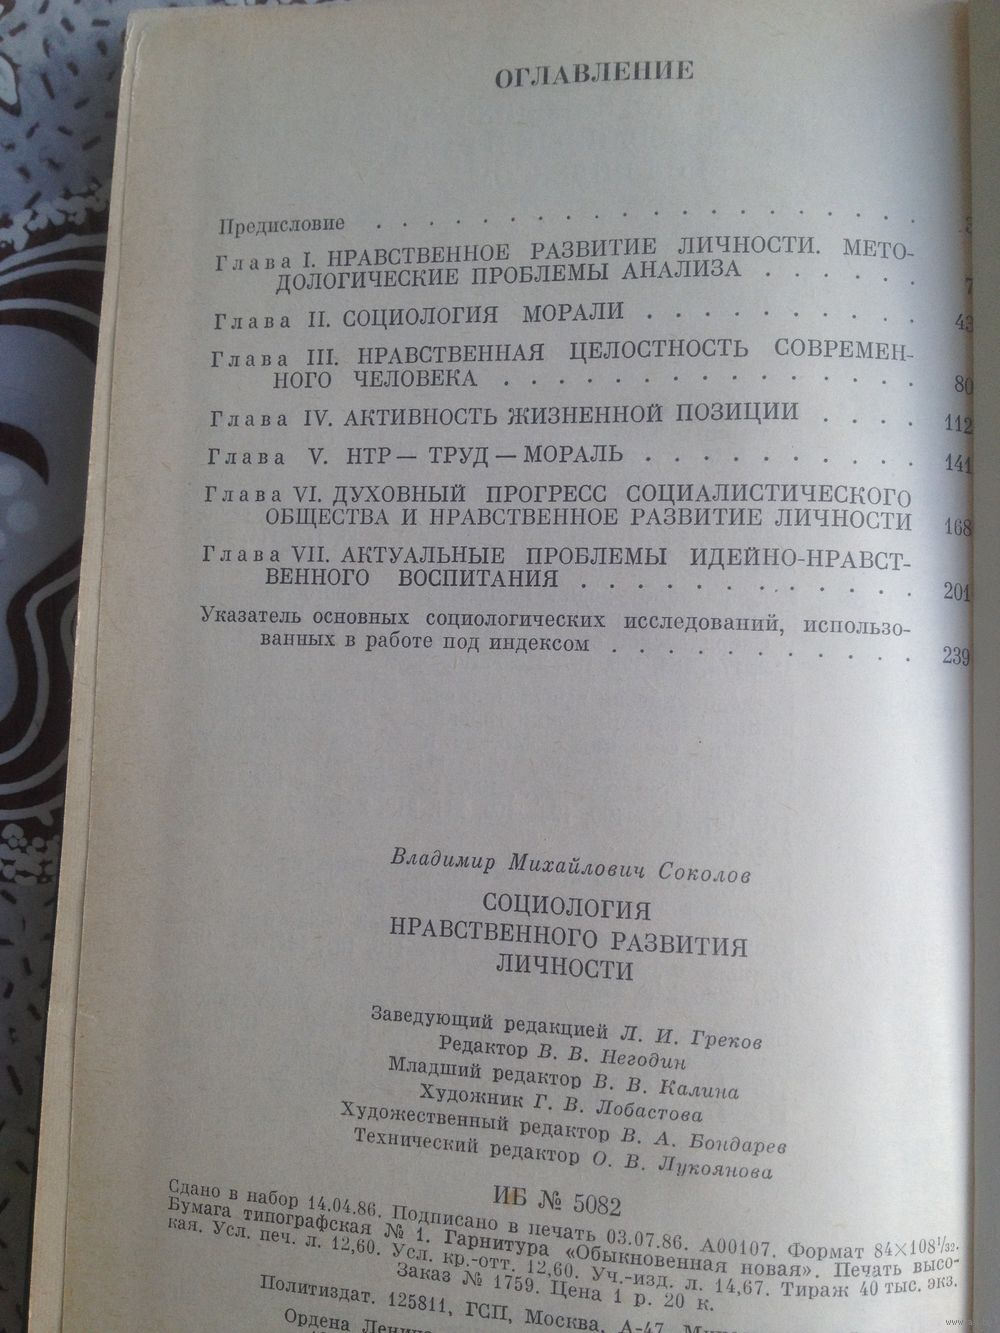 ОГЛАВЛЕНИЕ
Предисловие . . . . . . . . . . . . . . . . . . . . . 3
Глава I. НРАВСТВЕННОЕ РАЗВИТИЕ ЛИЧНОСТИ. МЕТО-
ДОЛОГИЧЕСКИЕ ПРОБЛЕМЫ АНАЛИЗА . . . . . . 7
Глава II. СОЦИОЛОГИЯ МОРАЛИ . . . . . . . . . . 43
Глава III. НРАВСТВЕННАЯ ЦЕЛОСТНОСТЬ СОВРЕМЕН-
НОГО ЧЕЛОВЕКА . . . . . . . . . . . . . . . 80
Глава IV. АКТИВНОСТЬ ЖИЗНЕННОЙ ПОЗИЦИИ . . . . 112
Глава V. НТР — ТРУД — МОРАЛЬ . . . . . . . . . . 141
Глава VI. ДУХОВНЫЙ ПРОГРЕСС СОЦИАЛИСТИЧЕСКОГО
ОБЩЕСТВА И НРАВСТВЕННОЕ РАЗВИТИЕ ЛИЧНОСТИ 168
Глава VII. АКТУАЛЬНЫЕ ПРОБЛЕМЫ ИДЕЙНО-НРАВСТ-
ВЕННОГО ВОСПИТАНИЯ . . . . . . . . . . . . 201
Указатель основных социологических исследований, использо-
ванных в работе под индексом . . . . . . . . . . . 239
Владимир Михайлович Соколов
СОЦИОЛОГИЯ
НРАВСТВЕННОГО РАЗВИТИЯ
ЛИЧНОСТИ
Заведующий редакцией Л. И. Греков
Редактор В. В. Негодин
Младший редактор В. В. Калина
Художник Г. В. Лобастова
Художественный редактор В. А. Бондарев
Технический редактор О. В. Лукоянова
ИБ № 5082
Сдано в набор 14.04.86. Подписано в печать 03.07.86. А00107. Формат 84×108¹/₃₂.
Бумага типографская № 1. Гарнитура «Обыкновенная новая». Печать высо-
кая. Усл. печ. л. 12,60. Усл. кр.-отт. 12,60. Уч.-изд. л. 14,67. Тираж 40 тыс. экз.
Заказ № 1759. Цена 1 р. 20 к.
Политиздат. 125811, ГСП, Москва, А-47,
Ордена